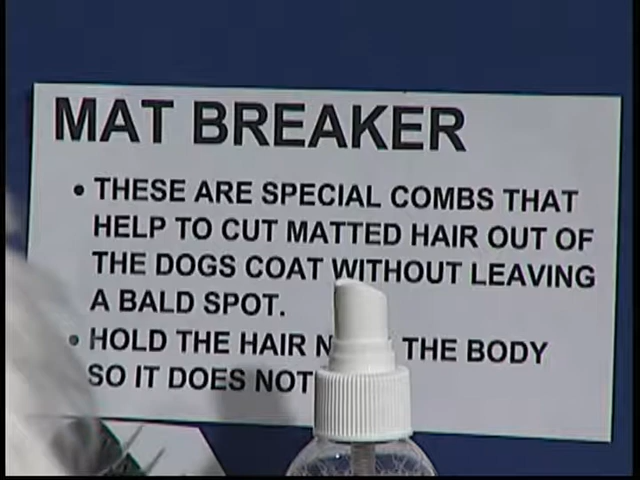 MAT BREAKER
• THESE ARE SPECIAL COMBS THAT
HELP TO CUT MATTED HAIR OUT OF
THE DOGS COAT WITHOUT LEAVING
A BALD SPOT.
• HOLD THE HAIR THE BODY
SO IT DOES NOT